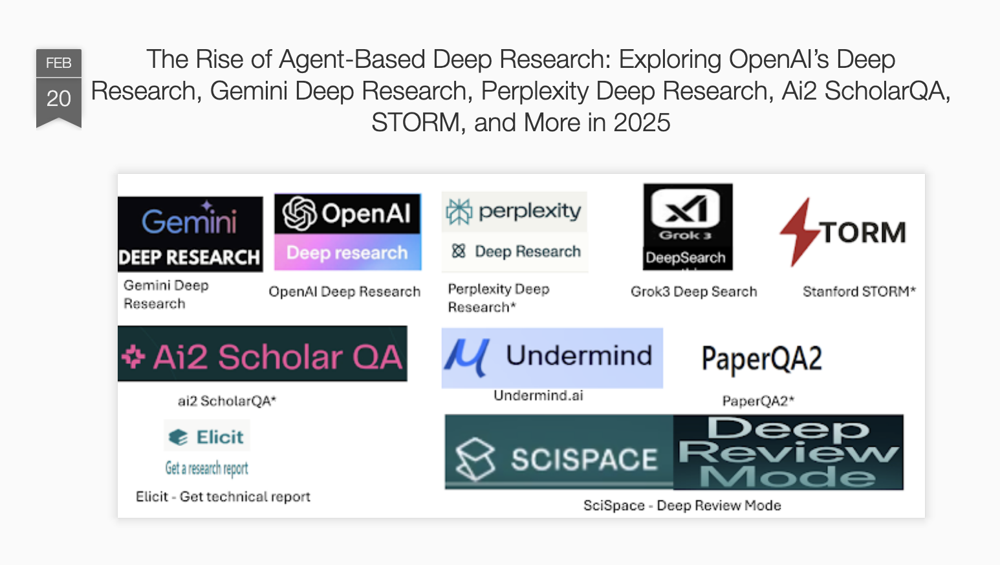 FEB
20
The Rise of Agent-Based Deep Research: Exploring OpenAI’s Deep
Research, Gemini Deep Research, Perplexity Deep Research, Ai2 ScholarQA,
STORM, and More in 2025
Gemini
DEEP RESEARCH
Gemini Deep
Research
OpenAI
Deep research
OpenAI Deep Research
perplexity
Deep Research
Perplexity Deep
Research*
xAI
Grok 3
DeepSearch
Grok3 Deep Search
STORM
Stanford STORM*
Ai2 Scholar QA
ai2 ScholarQA*
Undermind
Undermind.ai
PaperQA2
PaperQA2*
Elicit
Get a research report
Elicit - Get technical report
SCISPACE
Deep
Review
Mode
SciSpace - Deep Review Mode